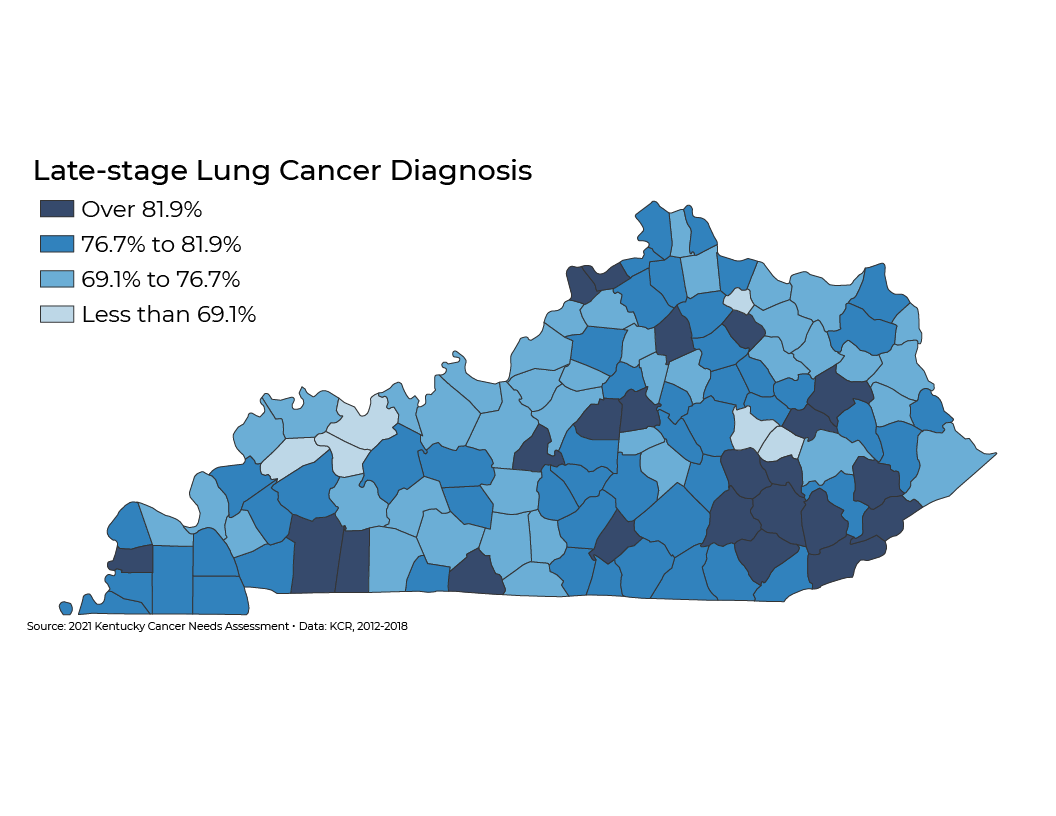 Late-stage Lung Cancer Diagnosis
Over 81.9%
76.7% to 81.9%
69.1% to 76.7%
Less than 69.1%
Source: 2021 Kentucky Cancer Needs Assessment • Data: KCR, 2012-2018